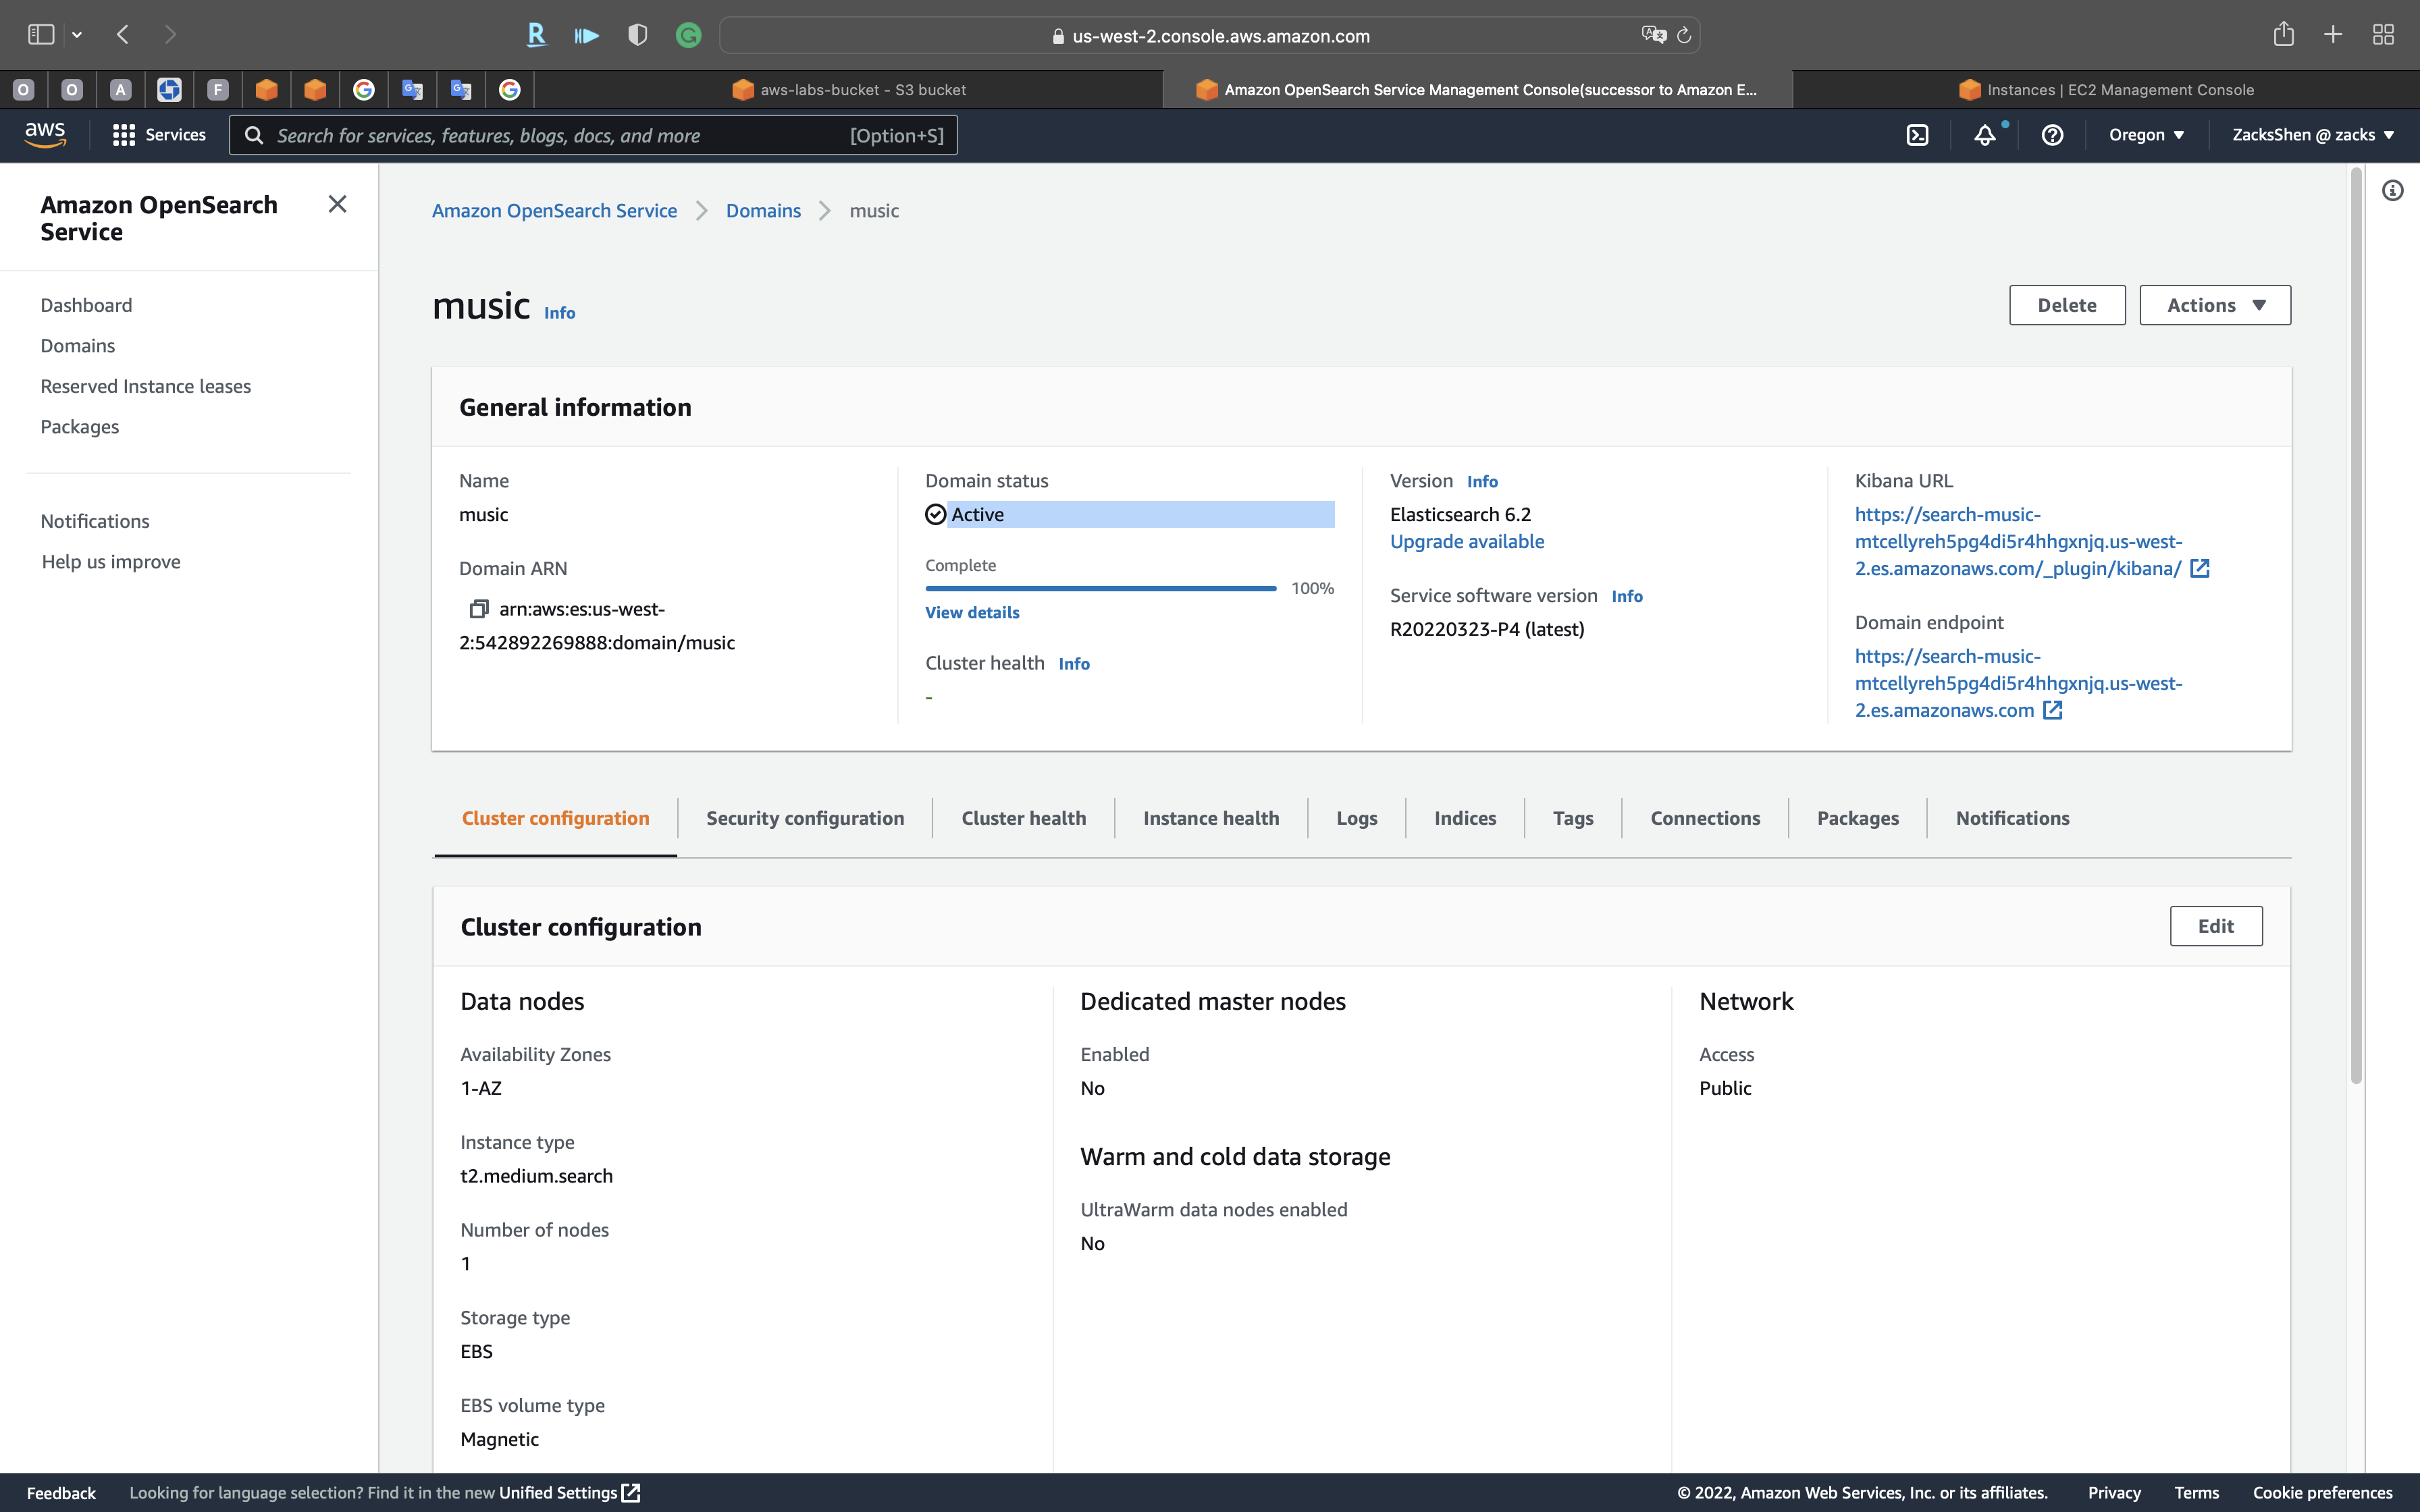 us-west-2.console.aws.amazon.com
O
O
A
F
aws-labs-bucket - S3 bucket
Amazon OpenSearch Service Management Console(successor to Amazon E...
Instances | EC2 Management Console
aws
Services
Search for services, features, blogs, docs, and more
[Option+S]
Oregon
ZacksShen @ zacks
Amazon OpenSearch
Service
Dashboard
Domains
Reserved Instance leases
Packages
Notifications
Help us improve
Amazon OpenSearch Service
Domains
music
music Info
Delete
Actions
General information
Name
music
Domain ARN
arn:aws:es:us-west-
2:542892269888:domain/music
Domain status
Active
Complete
100%
View details
Cluster health Info
-
Version Info
Elasticsearch 6.2
Upgrade available
Service software version Info
R20220323-P4 (latest)
Kibana URL
https://search-music-
mtcellyreh5pg4di5r4hhgxnjq.us-west-
2.es.amazonaws.com/_plugin/kibana/
Domain endpoint
https://search-music-
mtcellyreh5pg4di5r4hhgxnjq.us-west-
2.es.amazonaws.com
Cluster configuration
Security configuration
Cluster health
Instance health
Logs
Indices
Tags
Connections
Packages
Notifications
Cluster configuration
Edit
Data nodes
Availability Zones
1-AZ
Instance type
t2.medium.search
Number of nodes
1
Storage type
EBS
EBS volume type
Magnetic
Dedicated master nodes
Enabled
No
Warm and cold data storage
UltraWarm data nodes enabled
No
Network
Access
Public
Feedback
Looking for language selection? Find it in the new Unified Settings
© 2022, Amazon Web Services, Inc. or its affiliates.
Privacy
Terms
Cookie preferences